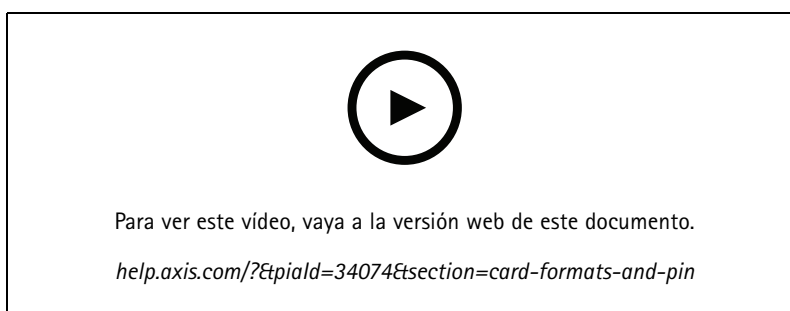 Para ver este vídeo, vaya a la versión web de este documento.
help.axis.com/?&piaId=34074&section=card-formats-and-pin